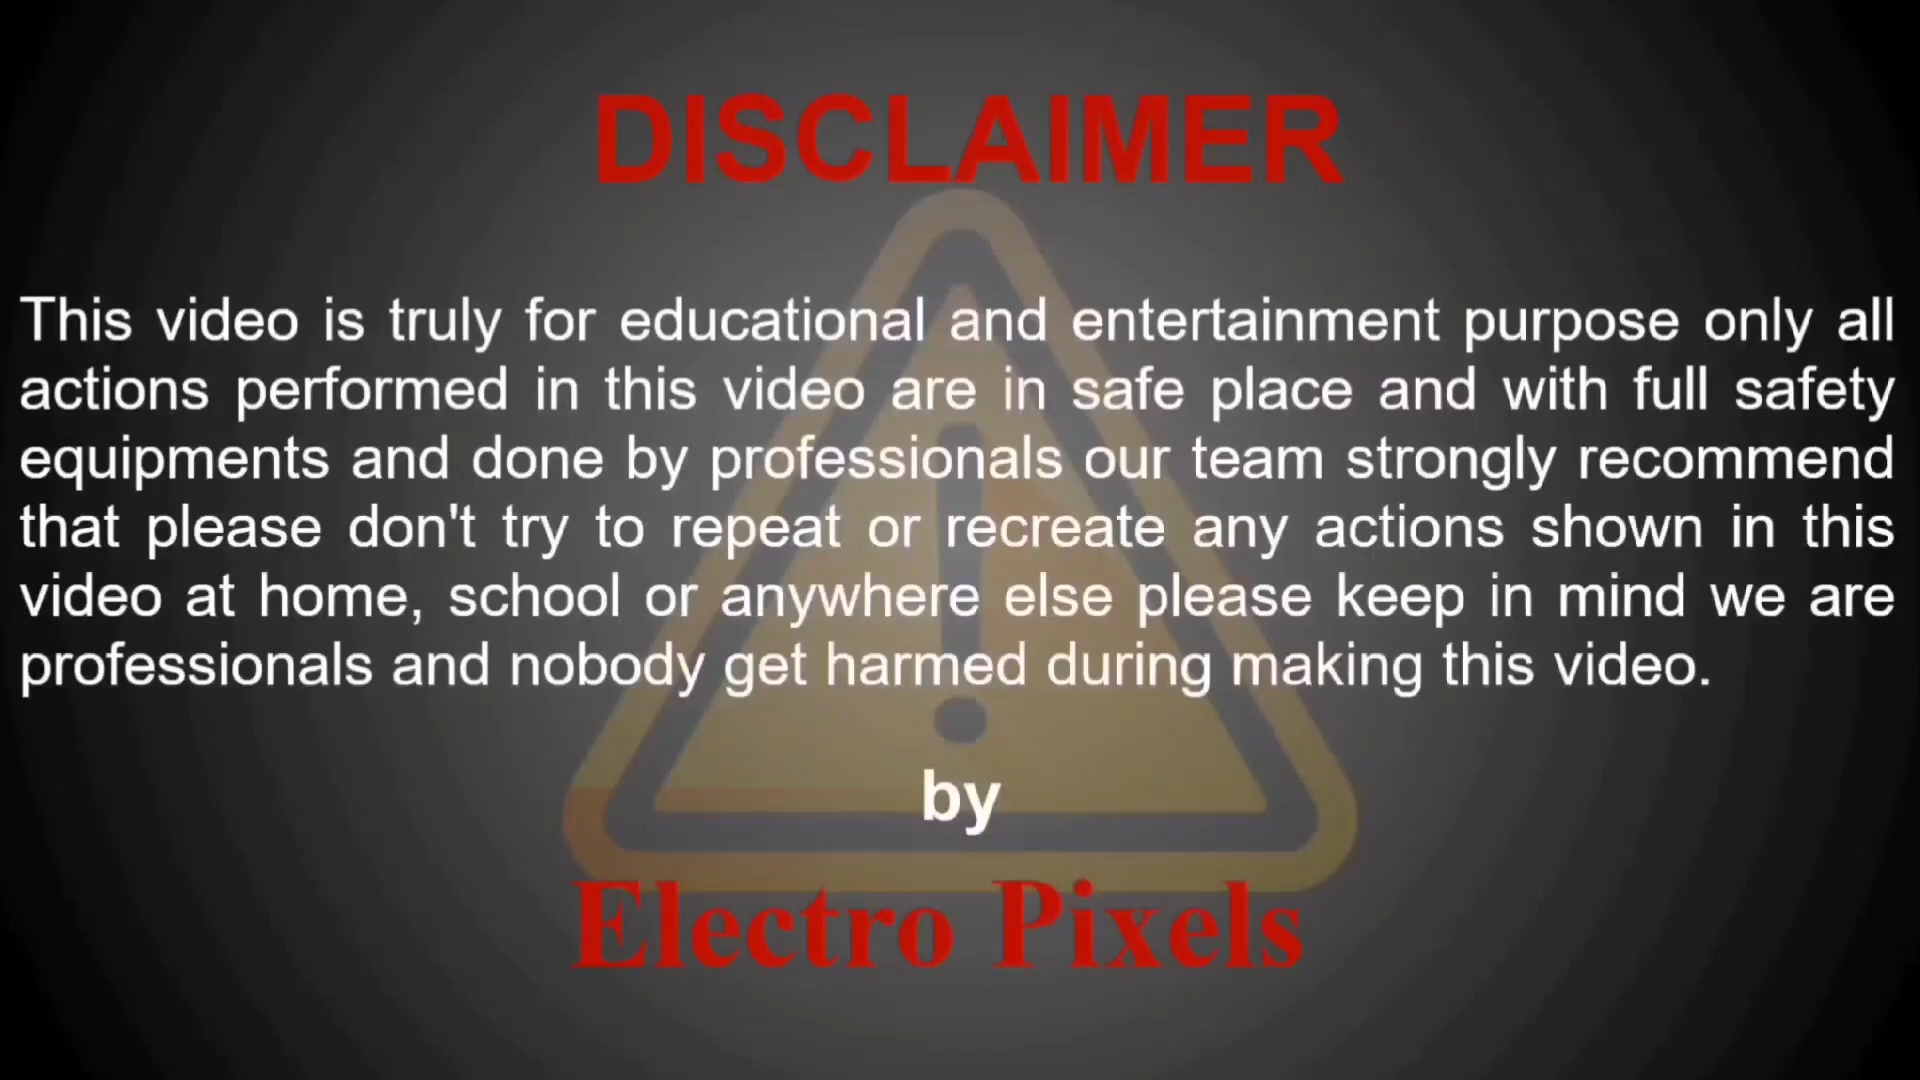 DISCLAIMER
This video is truly for educational and entertainment purpose only all
actions performed in this video are in safe place and with full safety
equipments and done by professionals our team strongly recommend
that please don't try to repeat or recreate any actions shown in this
video at home, school or anywhere else please keep in mind we are
professionals and nobody get harmed during making this video.
by
Electro Pixels